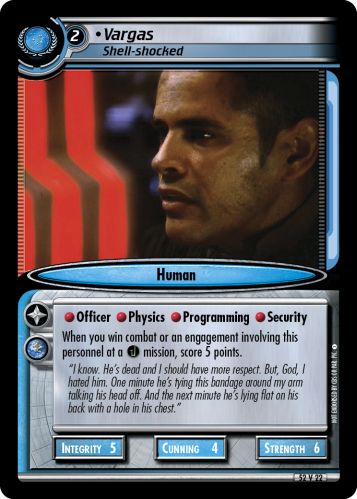 2
• Vargas
Shell-shocked
Human
Officer Physics Programming Security
When you win combat or an engagement involving this
personnel at a mission, score 5 points.
"I know. He's dead and I should have more respect. But, God, I
hated him. One minute he's tying this bandage around my arm
talking his head off. And the next minute he's lying flat on his
back with a hole in his chest."
INTEGRITY 5 CUNNING 4 STRENGTH 6
52 V 22